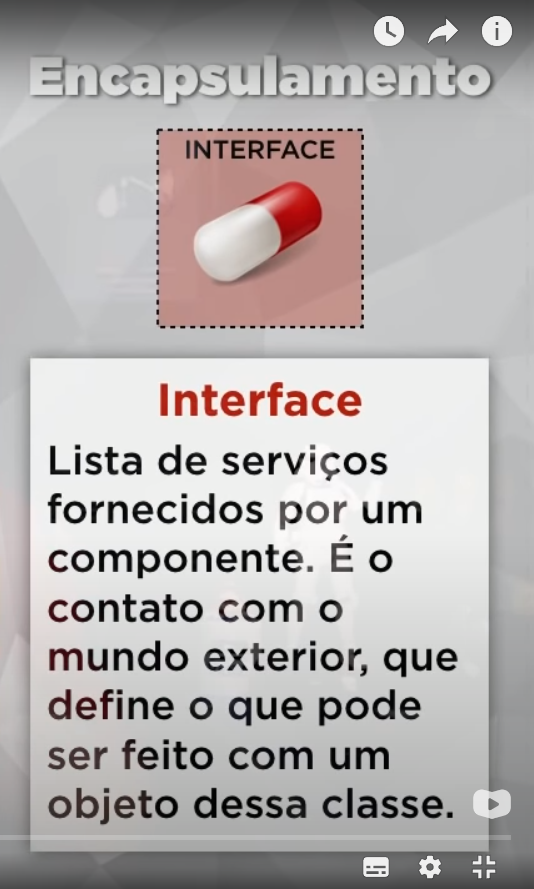 Encapsulamento
INTERFACE
Interface
Lista de serviços
fornecidos por um
componente. É o
contato com o
mundo exterior, que
define o que pode
ser feito com um
objeto dessa classe.